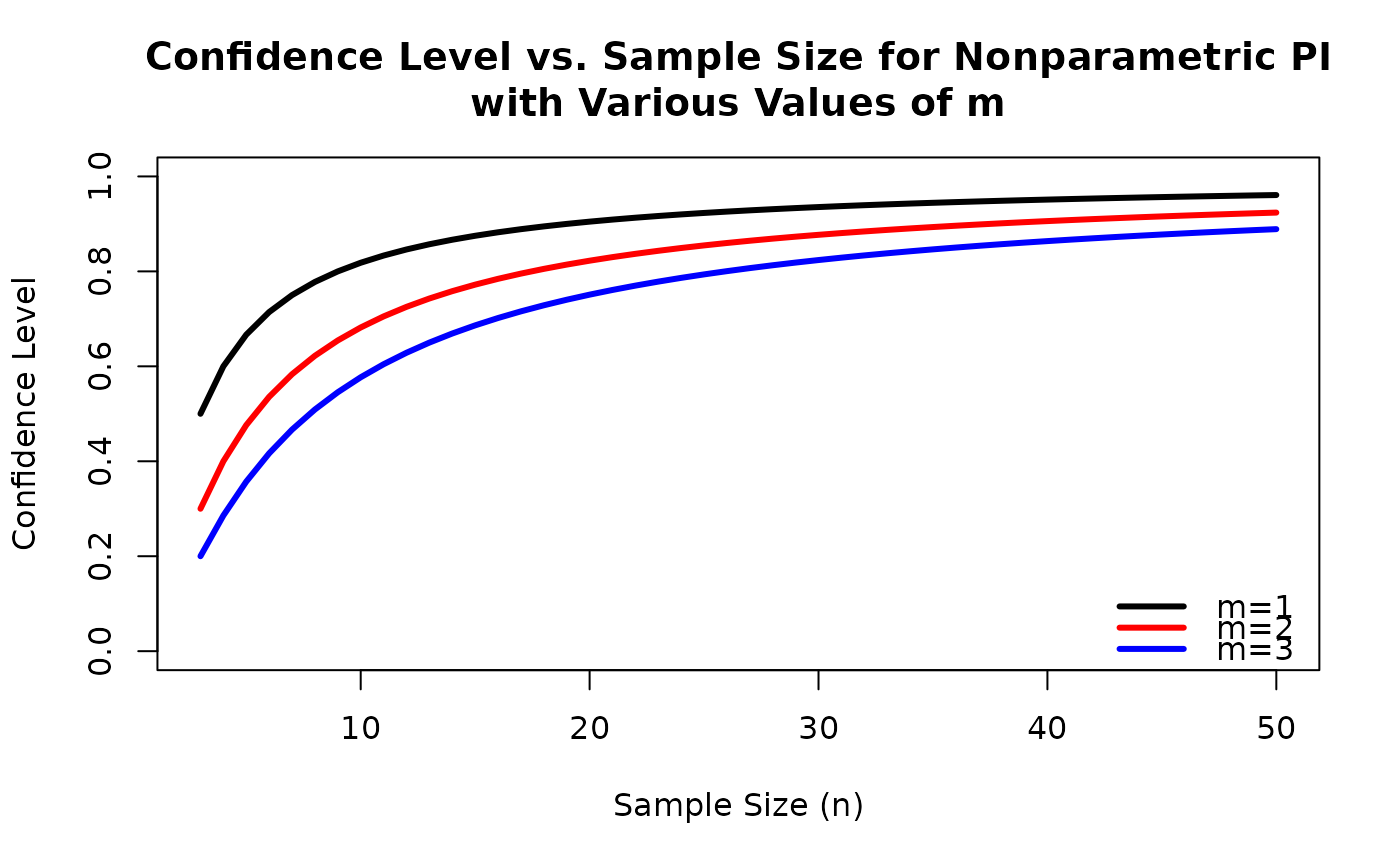 Confidence Level vs. Sample Size for Nonparametric PI
with Various Values of m
Confidence Level
1.0
0.8
0.6
0.4
0.2
0.0
m=1
m=2
m=3
10 20 30 40 50
Sample Size (n)